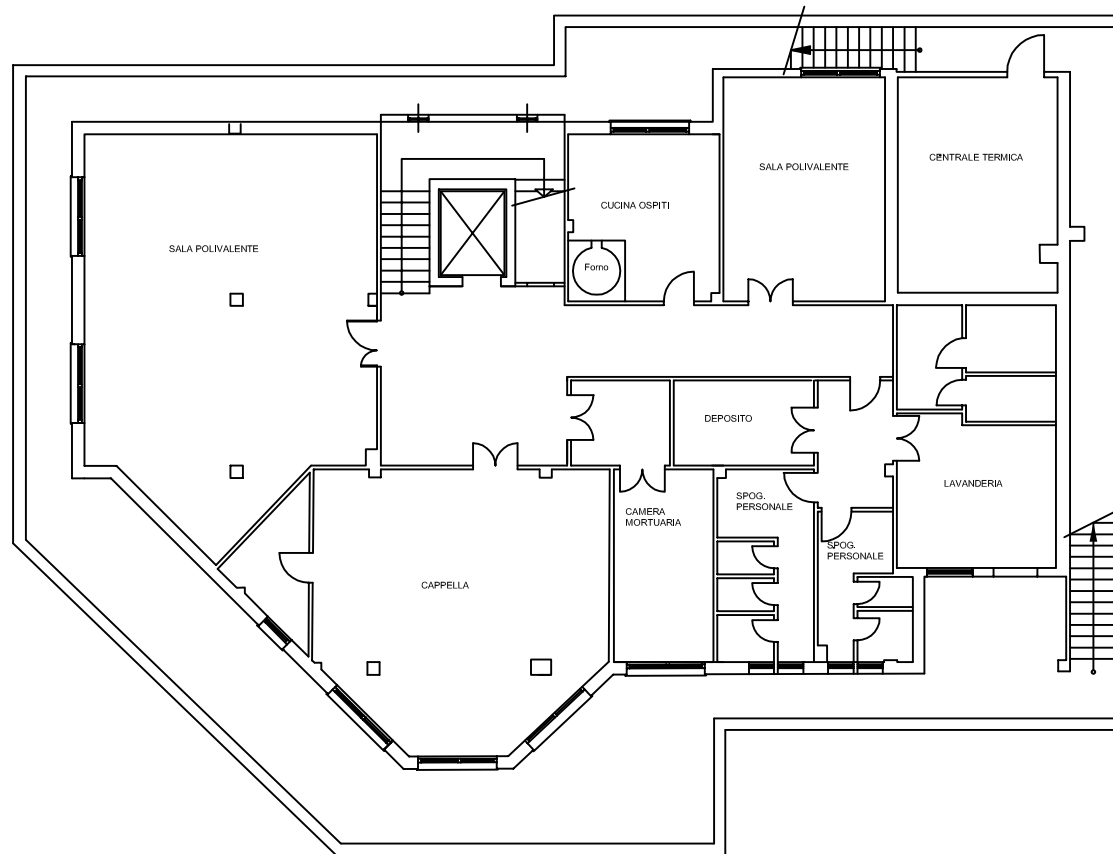 CENTRALE TERMICA
SALA POLIVALENTE
CUCINA OSPITI
SALA POLIVALENTE
Forno
DEPOSITO
LAVANDERIA
SPOG.
PERSONALE
CAMERA
MORTUARIA
SPOG.
PERSONALE
CAPPELLA